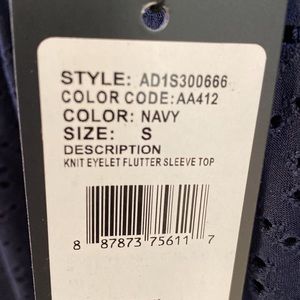 STYLE: AD1S300666
COLOR CODE: AA412
COLOR: NAVY
SIZE: S
DESCRIPTION
KNIT EYELET FLUTTER SLEEVE TOP
8 87873 75611 7